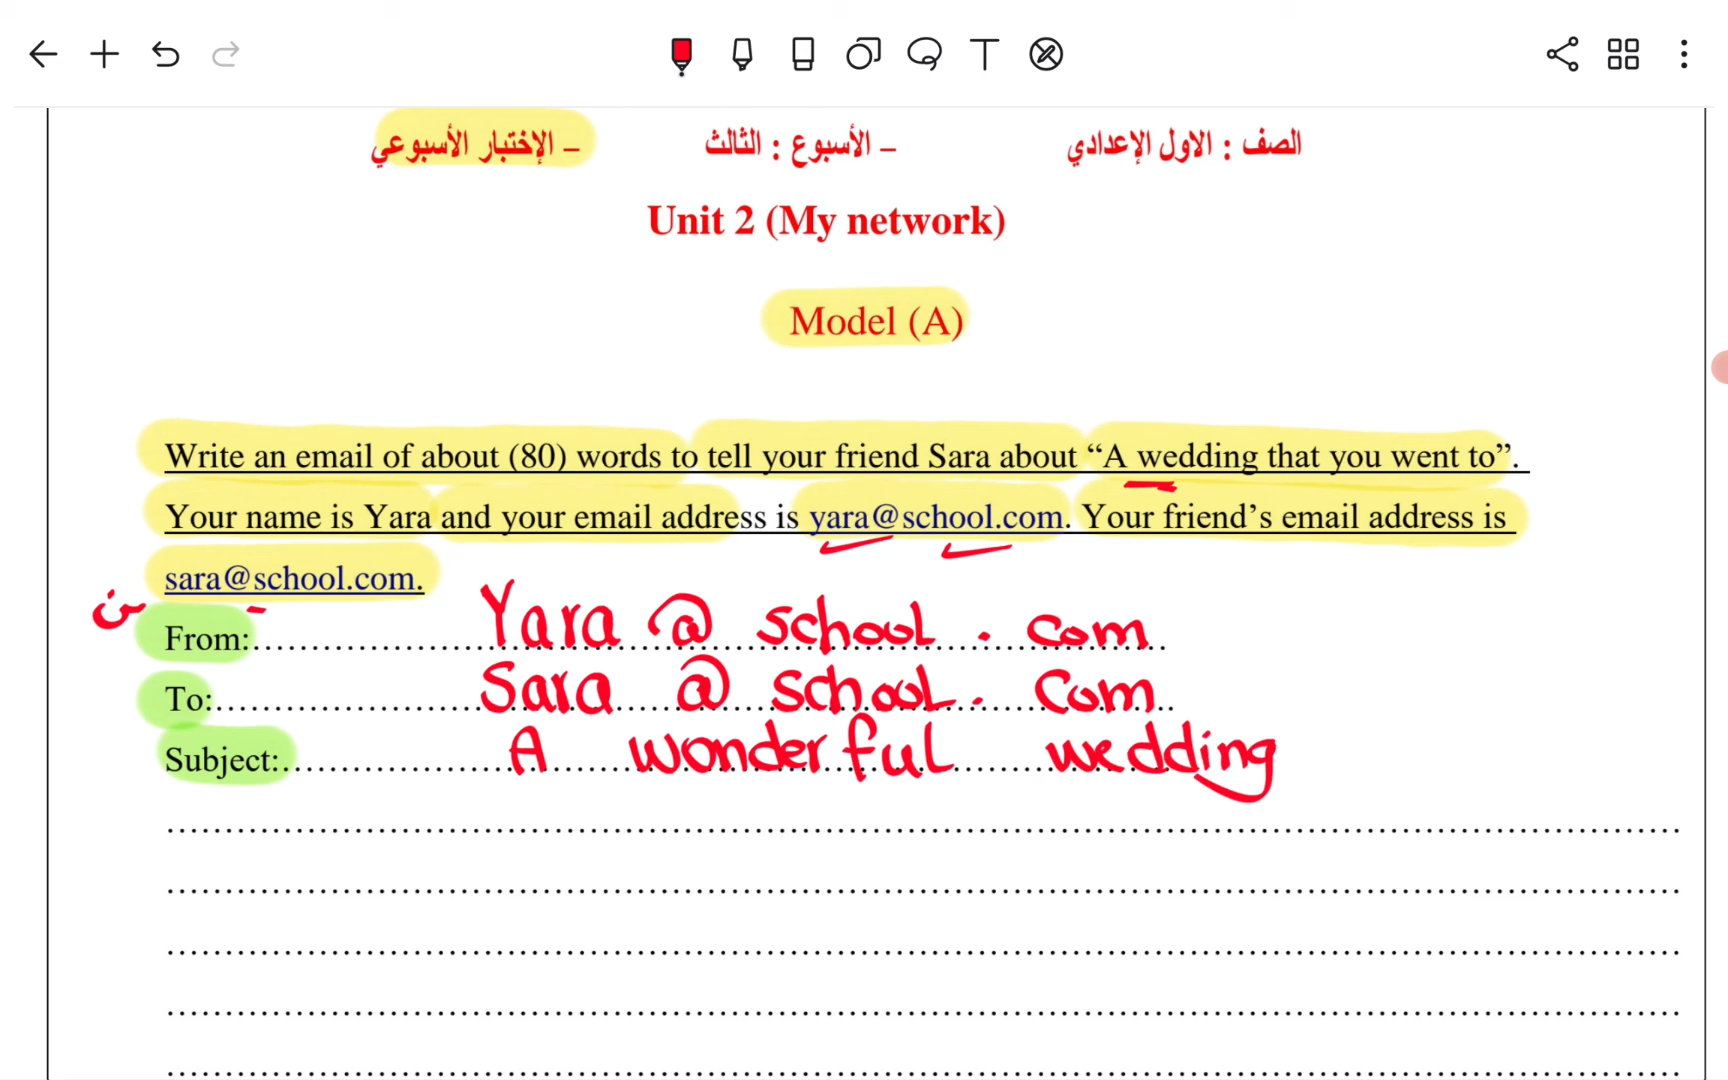 الصف : الاول الإعدادي – الأسبوع : الثالث – الإختبار الأسبوعي
Unit 2 (My network)
Model (A)
Write an email of about (80) words to tell your friend Sara about “A wedding that you went to”.
Your name is Yara and your email address is yara@school.com. Your friend’s email address is
sara@school.com.
From: Yara @ school . com
To: Sara @ school. Com
Subject: A wonderful wedding